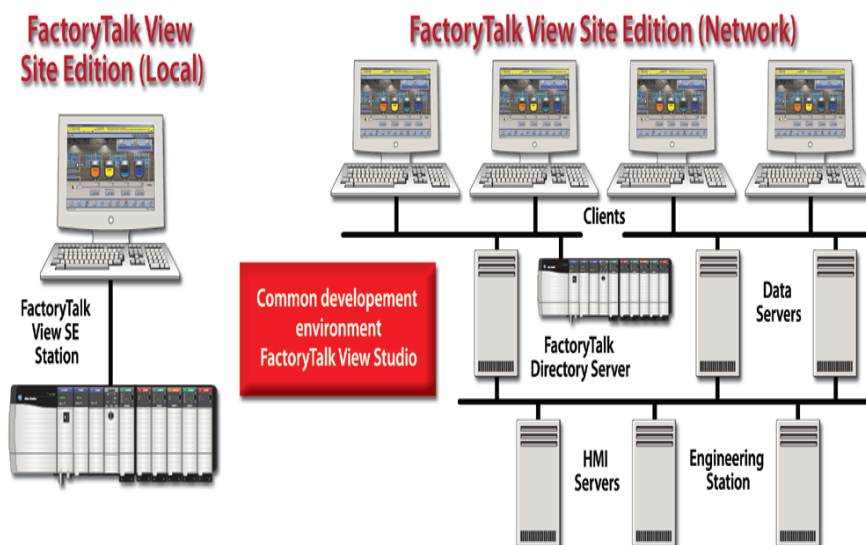 FactoryTalk View
Site Edition (Local)
FactoryTalk View Site Edition (Network)
Clients
FactoryTalk
View SE
Station
Common developement
environment
FactoryTalk View Studio
FactoryTalk
Directory Server
Data
Servers
HMI
Servers
Engineering
Station